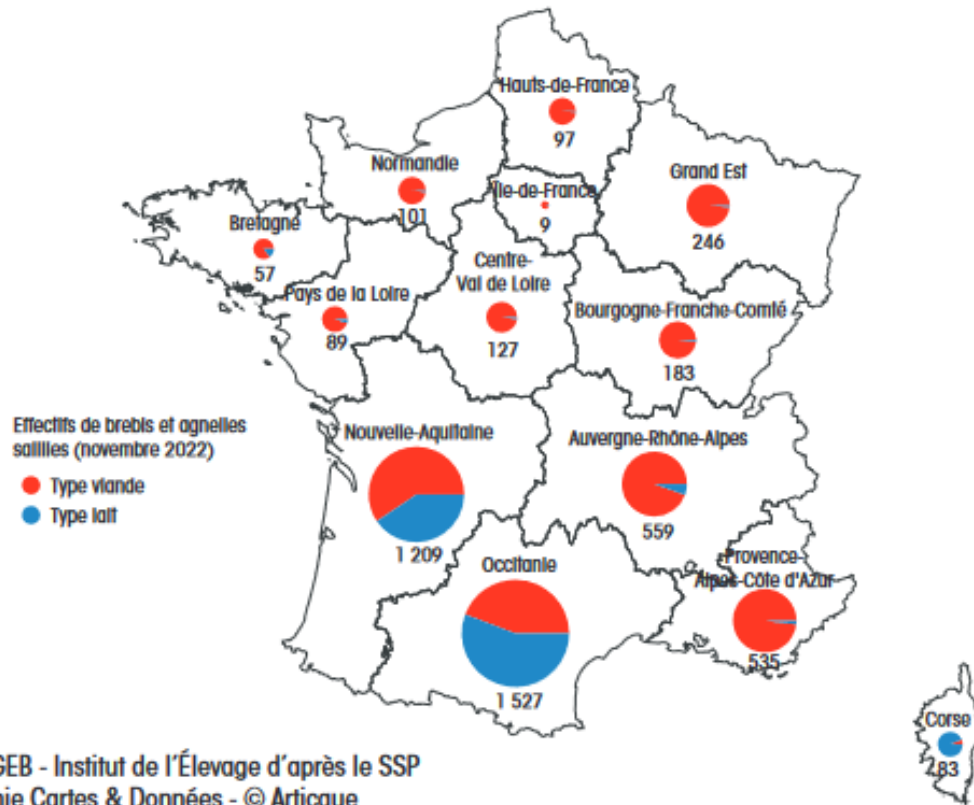 Hauts-de-France
97
Normandie
101
Île-de-France
9
Grand Est
246
Bretagne
57
Centre-
Val de Loire
127
Pays de la Loire
89
Bourgogne-Franche-Comté
183
Effectifs de brebis et agnelles
saillies (novembre 2022)
Type viande
Type lait
Nouvelle-Aquitaine
1 209
Auvergne-Rhône-Alpes
559
Occitanie
1 527
Provence-
Alpes-Côte d'Azur
535
Corse
83
GEB - Institut de l'Élevage d'après le SSP
hie Cartes & Données - © Articque